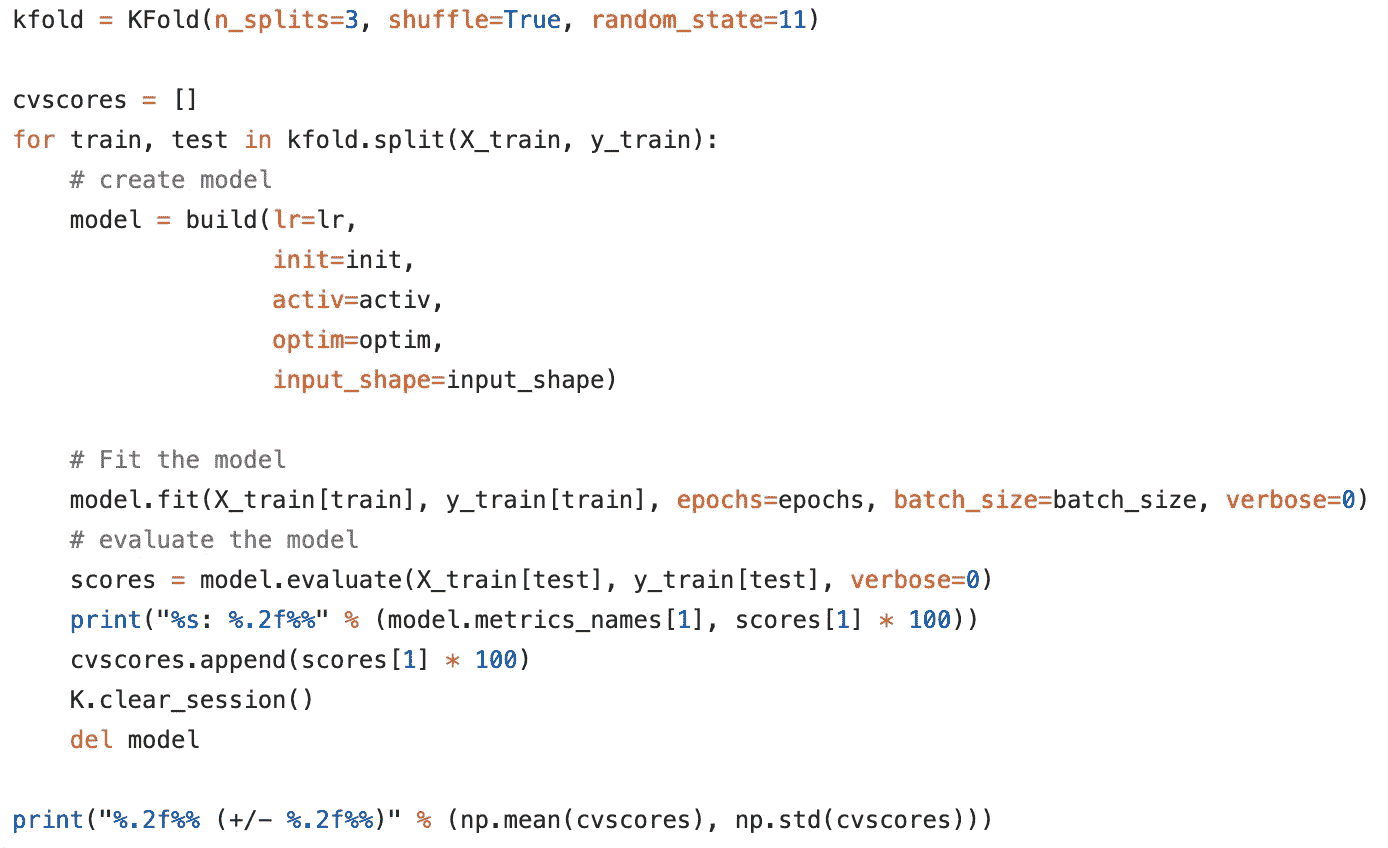 kfold = KFold(n_splits=3, shuffle=True, random_state=11)

cvscores = []
for train, test in kfold.split(X_train, y_train):
    # create model
    model = build(lr=lr,
                  init=init,
                  activ=activ,
                  optim=optim,
                  input_shape=input_shape)

    # Fit the model
    model.fit(X_train[train], y_train[train], epochs=epochs, batch_size=batch_size, verbose=0)
    # evaluate the model
    scores = model.evaluate(X_train[test], y_train[test], verbose=0)
    print("%s: %.2f%%" % (model.metrics_names[1], scores[1] * 100))
    cvscores.append(scores[1] * 100)
    K.clear_session()
    del model

print("%.2f%% (+/- %.2f%%)" % (np.mean(cvscores), np.std(cvscores)))